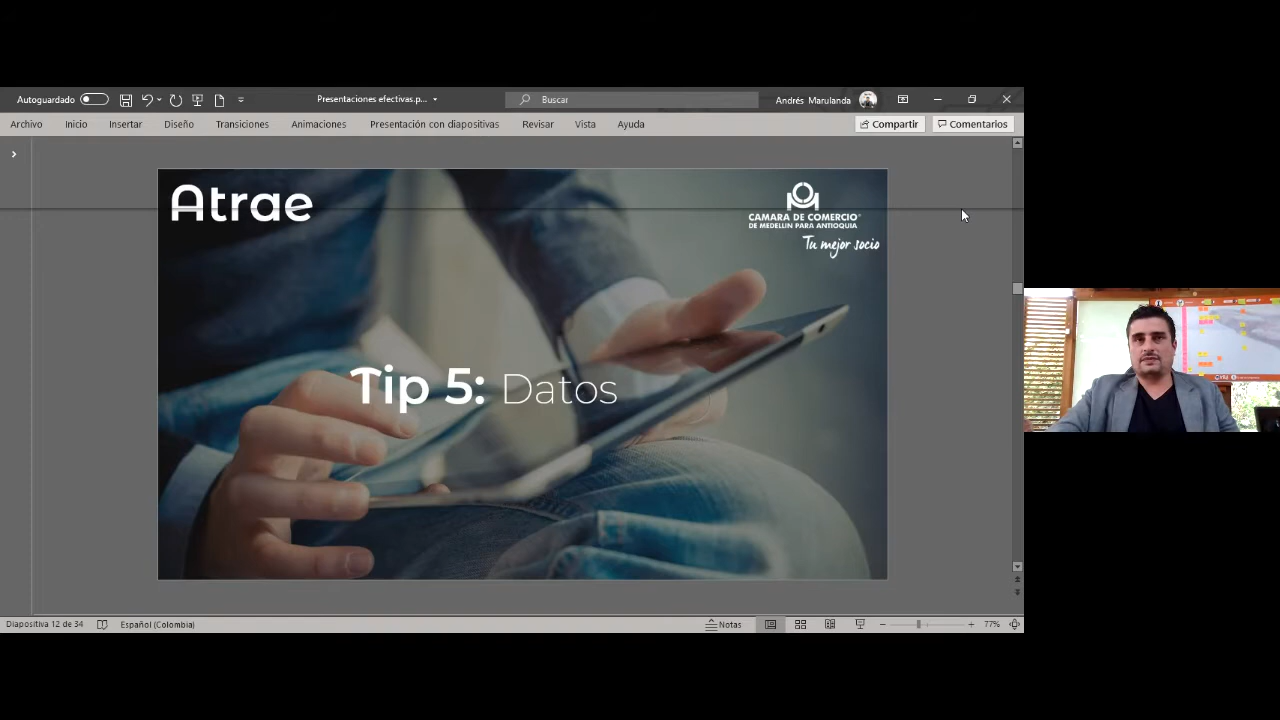 Autoguardado
Presentaciones efectivas.p...
Buscar
Andrés Marulanda
Archivo
Inicio
Insertar
Diseño
Transiciones
Animaciones
Presentación con diapositivas
Revisar
Vista
Ayuda
Compartir
Comentarios
Atrae
CAMARA DE COMERCIO
DE MEDELLIN PARA ANTIOQUIA
Tu mejor socio
Tip 5: Datos
Diapositiva 12 de 34
Español (Colombia)
Notas
77%